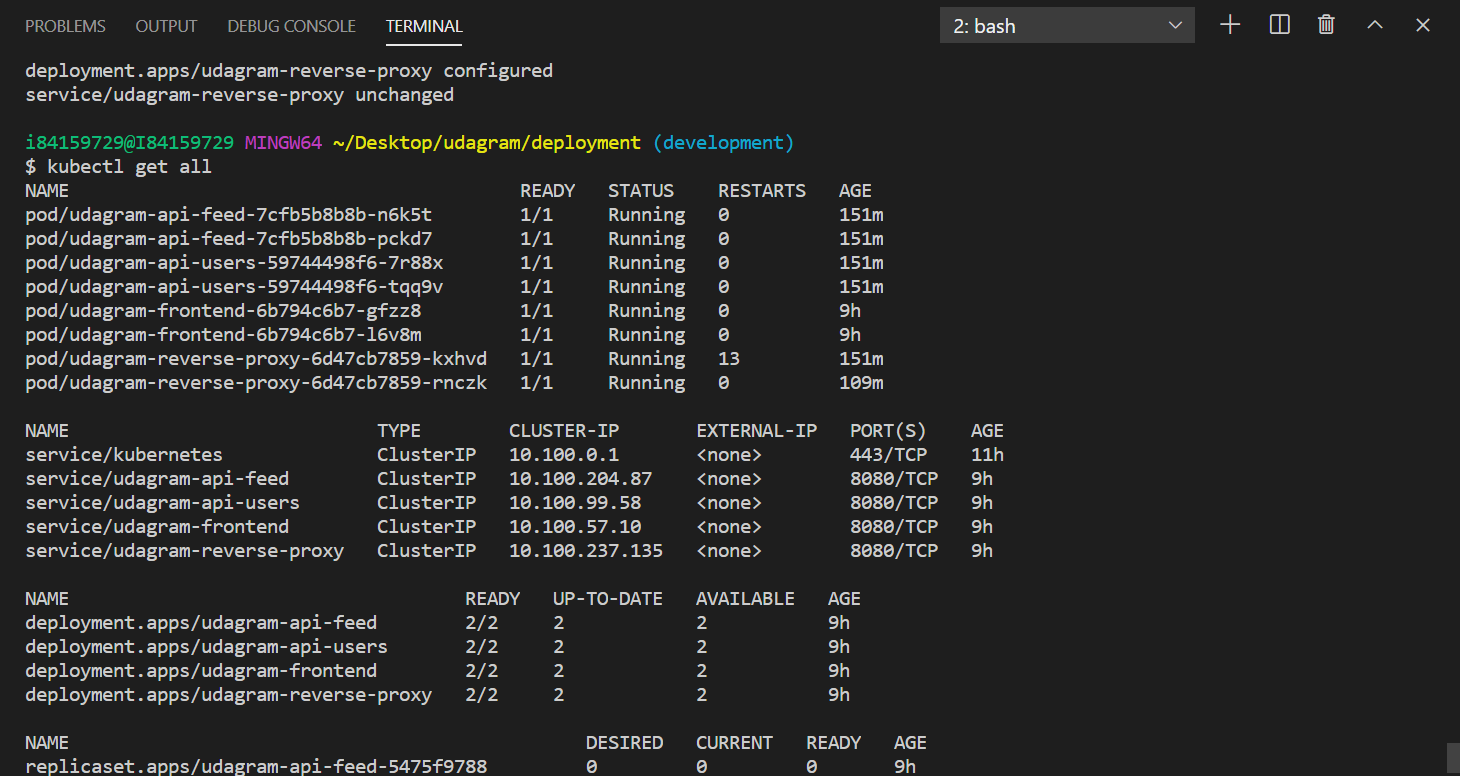 PROBLEMS OUTPUT DEBUG CONSOLE TERMINAL 2: bash
deployment.apps/udagram-reverse-proxy configured
service/udagram-reverse-proxy unchanged
i84159729@I84159729 MINGW64 ~/Desktop/udagram/deployment (development)
$ kubectl get all
NAME READY STATUS RESTARTS AGE
pod/udagram-api-feed-7cfb5b8b8b-n6k5t 1/1 Running 0 151m
pod/udagram-api-feed-7cfb5b8b8b-pckd7 1/1 Running 0 151m
pod/udagram-api-users-59744498f6-7r88x 1/1 Running 0 151m
pod/udagram-api-users-59744498f6-tqq9v 1/1 Running 0 151m
pod/udagram-frontend-6b794c6b7-gfzz8 1/1 Running 0 9h
pod/udagram-frontend-6b794c6b7-l6v8m 1/1 Running 0 9h
pod/udagram-reverse-proxy-6d47cb7859-kxhvd 1/1 Running 13 151m
pod/udagram-reverse-proxy-6d47cb7859-rnczk 1/1 Running 0 109m
NAME TYPE CLUSTER-IP EXTERNAL-IP PORT(S) AGE
service/kubernetes ClusterIP 10.100.0.1 <none> 443/TCP 11h
service/udagram-api-feed ClusterIP 10.100.204.87 <none> 8080/TCP 9h
service/udagram-api-users ClusterIP 10.100.99.58 <none> 8080/TCP 9h
service/udagram-frontend ClusterIP 10.100.57.10 <none> 8080/TCP 9h
service/udagram-reverse-proxy ClusterIP 10.100.237.135 <none> 8080/TCP 9h
NAME READY UP-TO-DATE AVAILABLE AGE
deployment.apps/udagram-api-feed 2/2 2 2 9h
deployment.apps/udagram-api-users 2/2 2 2 9h
deployment.apps/udagram-frontend 2/2 2 2 9h
deployment.apps/udagram-reverse-proxy 2/2 2 2 9h
NAME DESIRED CURRENT READY AGE
replicaset.apps/udagram-api-feed-5475f9788 0 0 0 9h